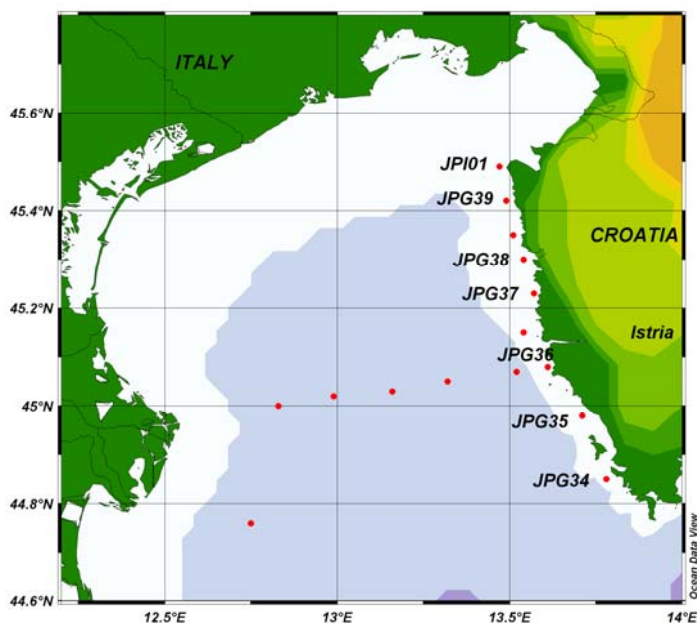 ITALY
45.6°N
JPI01
45.4°N
JPG39
CROATIA
JPG38
JPG37
45.2°N
Istria
JPG36
45°N
JPG35
JPG34
44.8°N
Ocean Data View
44.6°N
12.5°E
13°E
13.5°E
14°E